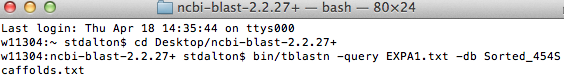 ncbi-blast-2.2.27+ — bash — 80×24
Last login: Thu Apr 18 14:35:44 on ttys000
w11304:~ stdalton$ cd Desktop/ncbi-blast-2.2.27+
w11304:ncbi-blast-2.2.27+ stdalton$ bin/tblastn -query EXPA1.txt -db Sorted_454S
caffolds.txt